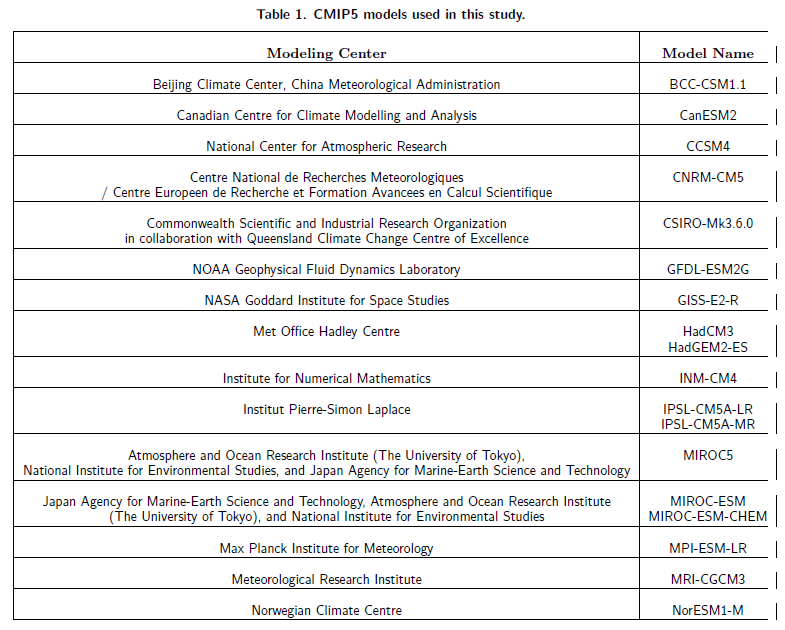 Table 1. CMIP5 models used in this study.
Modeling Center Model Name
Beijing Climate Center, China Meteorological Administration BCC-CSM1.1
Canadian Centre for Climate Modelling and Analysis CanESM2
National Center for Atmospheric Research CCSM4
Centre National de Recherches Meteorologiques CNRM-CM5
/ Centre Europeen de Recherche et Formation Avancees en Calcul Scientifique
Commonwealth Scientific and Industrial Research Organization CSIRO-Mk3.6.0
in collaboration with Queensland Climate Change Centre of Excellence
NOAA Geophysical Fluid Dynamics Laboratory GFDL-ESM2G
NASA Goddard Institute for Space Studies GISS-E2-R
Met Office Hadley Centre HadCM3
HadGEM2-ES
Institute for Numerical Mathematics INM-CM4
Institut Pierre-Simon Laplace IPSL-CM5A-LR
IPSL-CM5A-MR
Atmosphere and Ocean Research Institute (The University of Tokyo), MIROC5
National Institute for Environmental Studies, and Japan Agency for Marine-Earth Science and Technology
Japan Agency for Marine-Earth Science and Technology, Atmosphere and Ocean Research Institute MIROC-ESM
(The University of Tokyo), and National Institute for Environmental Studies MIROC-ESM-CHEM
Max Planck Institute for Meteorology MPI-ESM-LR
Meteorological Research Institute MRI-CGCM3
Norwegian Climate Centre NorESM1-M